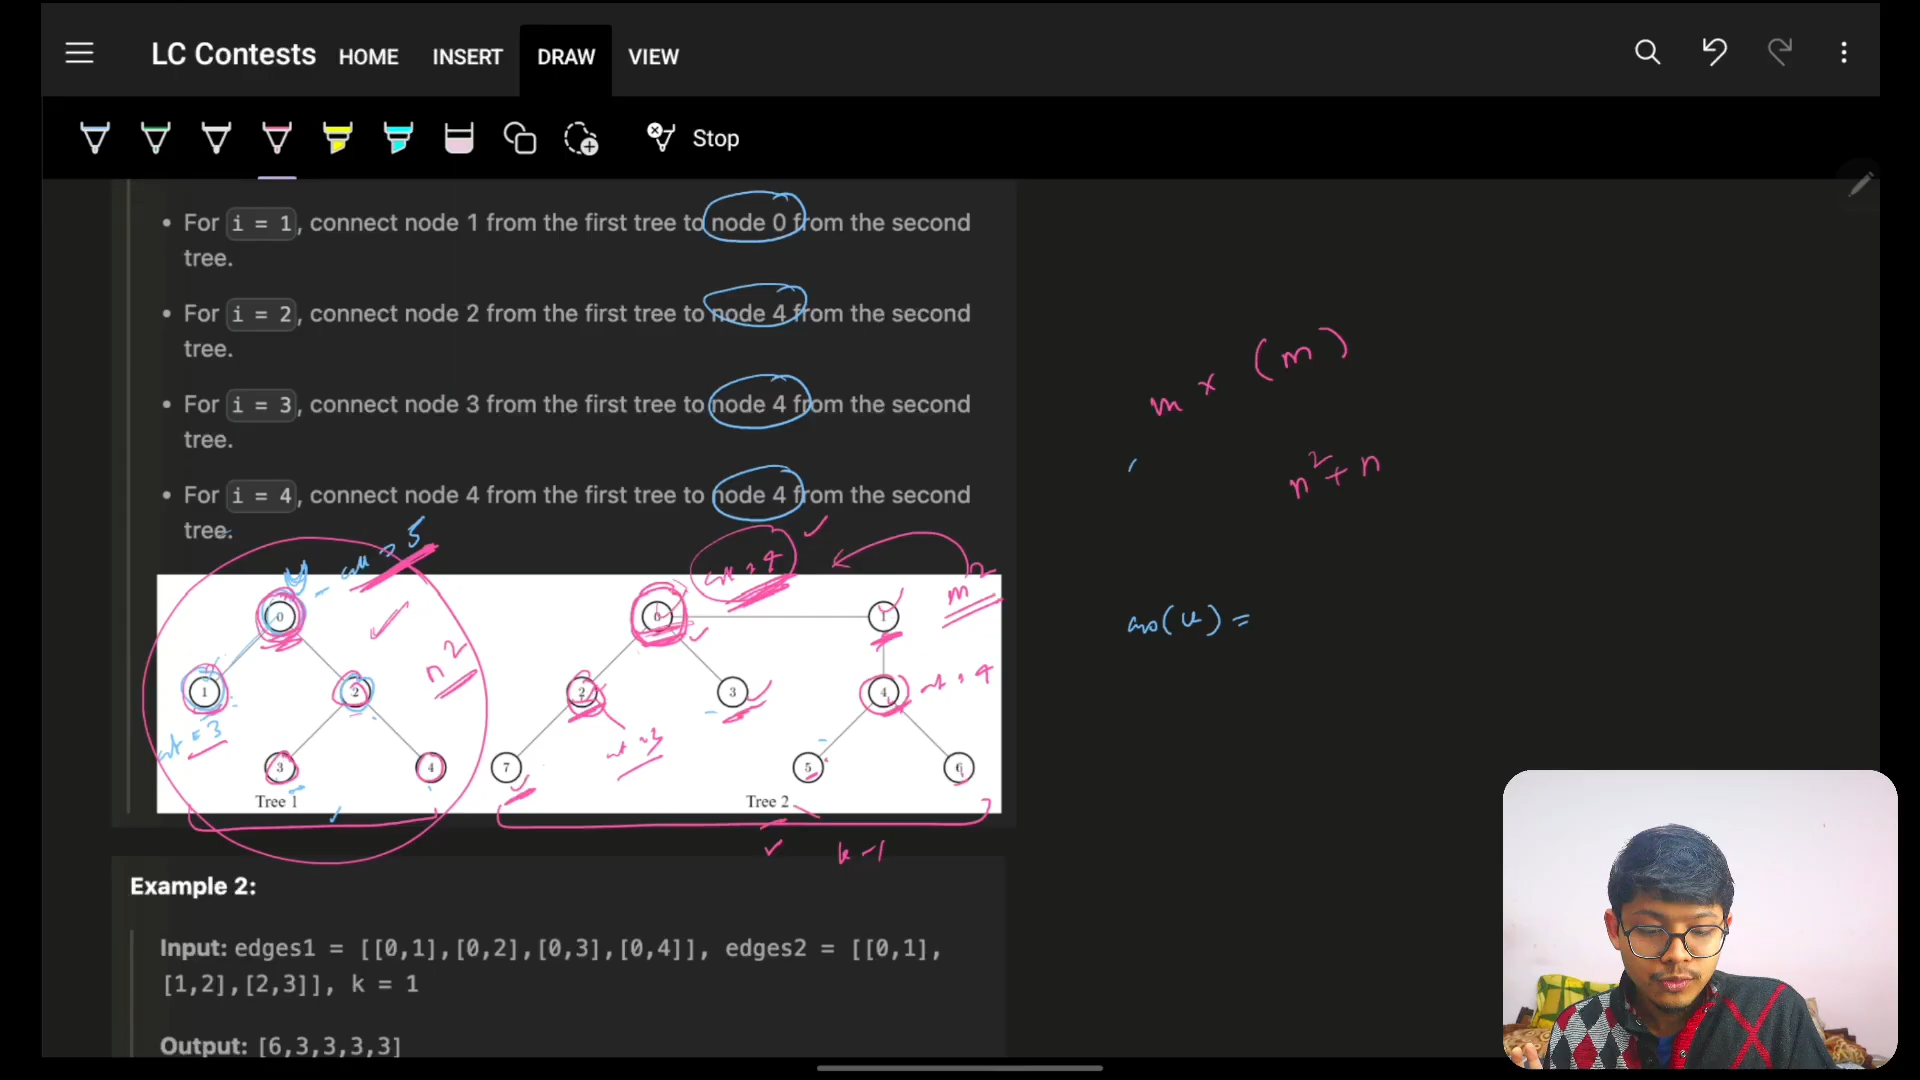 LC Contests HOME INSERT DRAW VIEW
Stop
• For i = 1, connect node 1 from the first tree to node 0 from the second
tree.
• For i = 2, connect node 2 from the first tree to node 4 from the second
tree.
• For i = 3, connect node 3 from the first tree to node 4 from the second
tree.
• For i = 4, connect node 4 from the first tree to node 4 from the second
tree.
m × (m)
n² + n
5
0 0 1
m²
n²
1 2 2 3 4
3 4 7 5 6
Tree 1 Tree 2
k-1
Example 2:
Input: edges1 = [[0,1],[0,2],[0,3],[0,4]], edges2 = [[0,1],
[1,2],[2,3]], k = 1
Output: [6,3,3,3,3]